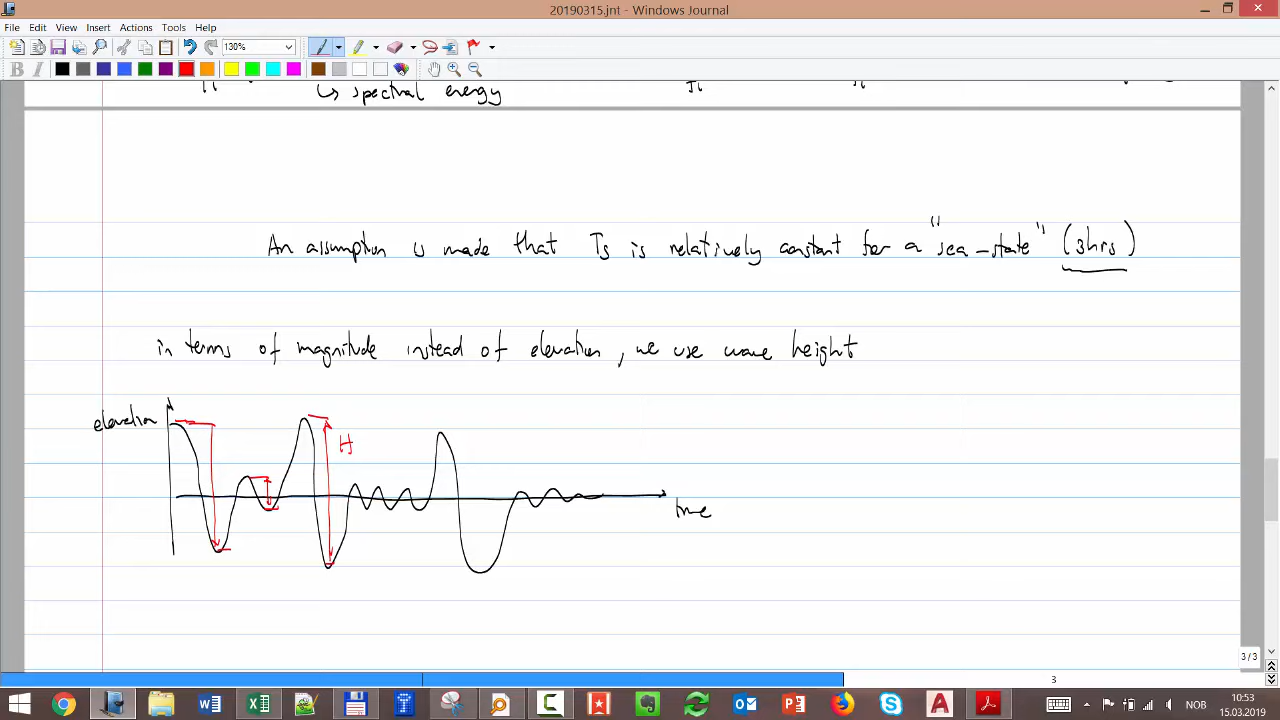 20190315.jnt - Windows Journal
File Edit View Insert Actions Tools Help
130%
B I
↳ spectral energy
An assumption is made that Ts is relatively constant for a "sea-state" (3hrs)
in terms of magnitude instead of elevation, we use wave height
elevation
H
time
3/3
3
NOB
10:53
15.03.2019